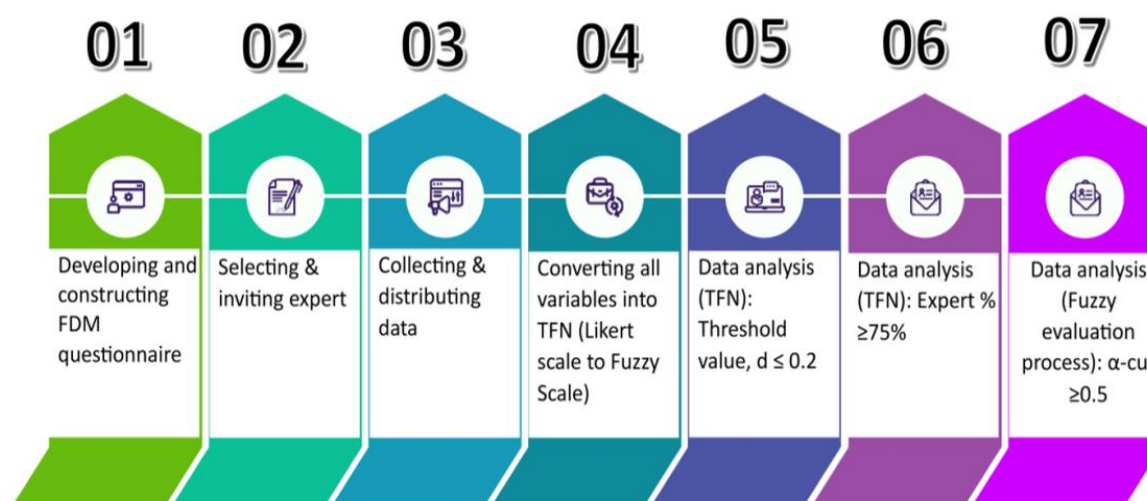 01
02
03
04
05
06
07
Developing and
constructing
FDM
questionnaire
Selecting &
inviting expert
Collecting &
distributing
data
Converting all
variables into
TFN (Likert
scale to Fuzzy
Scale)
Data analysis
(TFN):
Threshold
value, d ≤ 0.2
Data analysis
(TFN): Expert %
≥75%
Data analysis
(Fuzzy
evaluation
process): α-cu
≥0.5